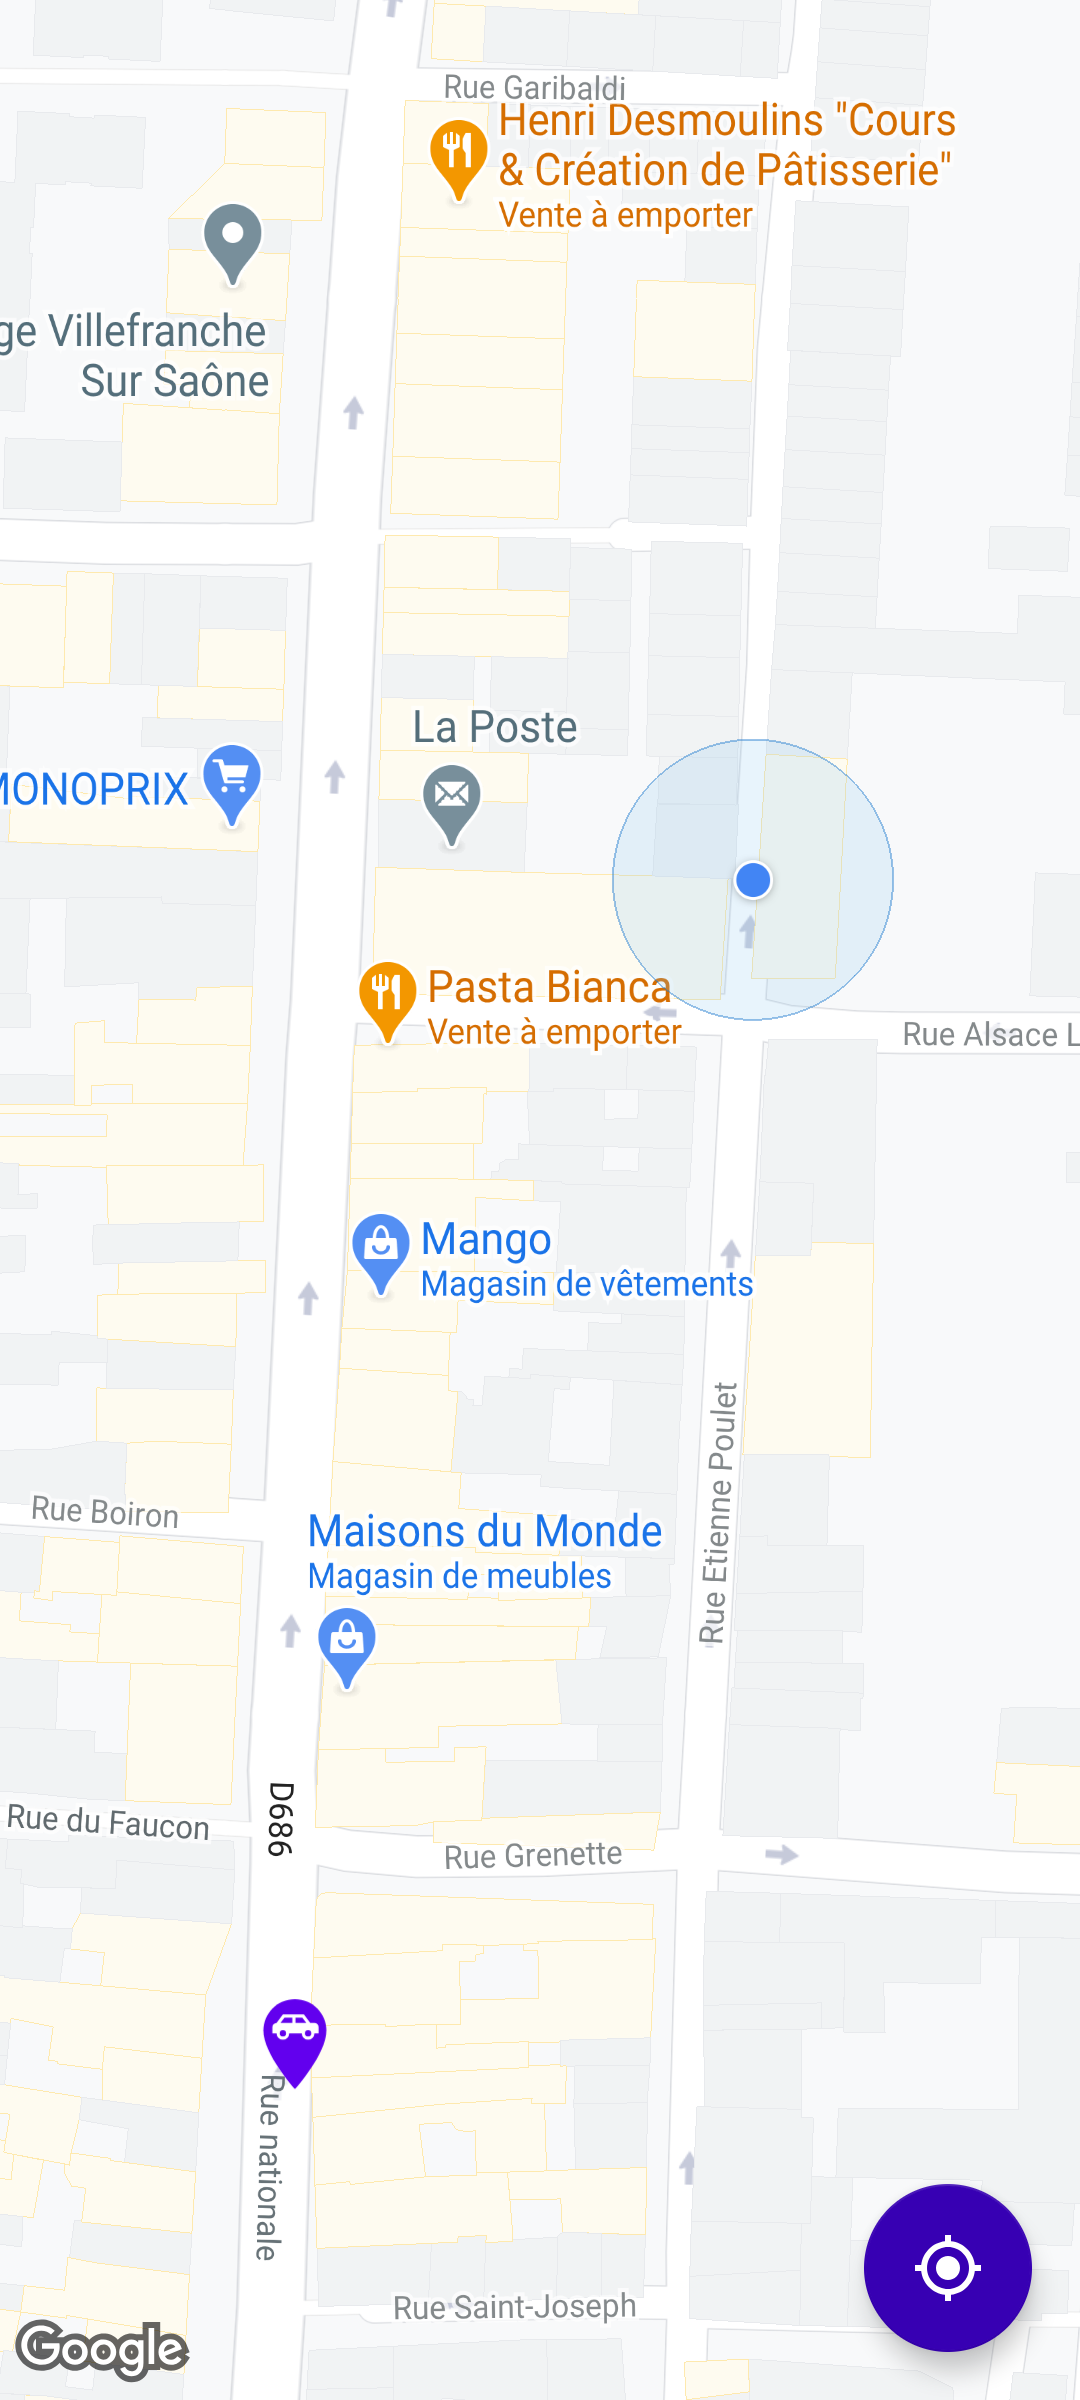 Rue Garibaldi
Henri Desmoulins "Cours
& Création de Pâtisserie"
Vente à emporter
ge Villefranche
Sur Saône
La Poste
MONOPRIX
Pasta Bianca
Vente à emporter
Rue Alsace L
Mango
Magasin de vêtements
Rue Etienne Poulet
Rue Boiron
Maisons du Monde
Magasin de meubles
D686
Rue du Faucon
Rue Grenette
Rue nationale
Rue Saint-Joseph
Google